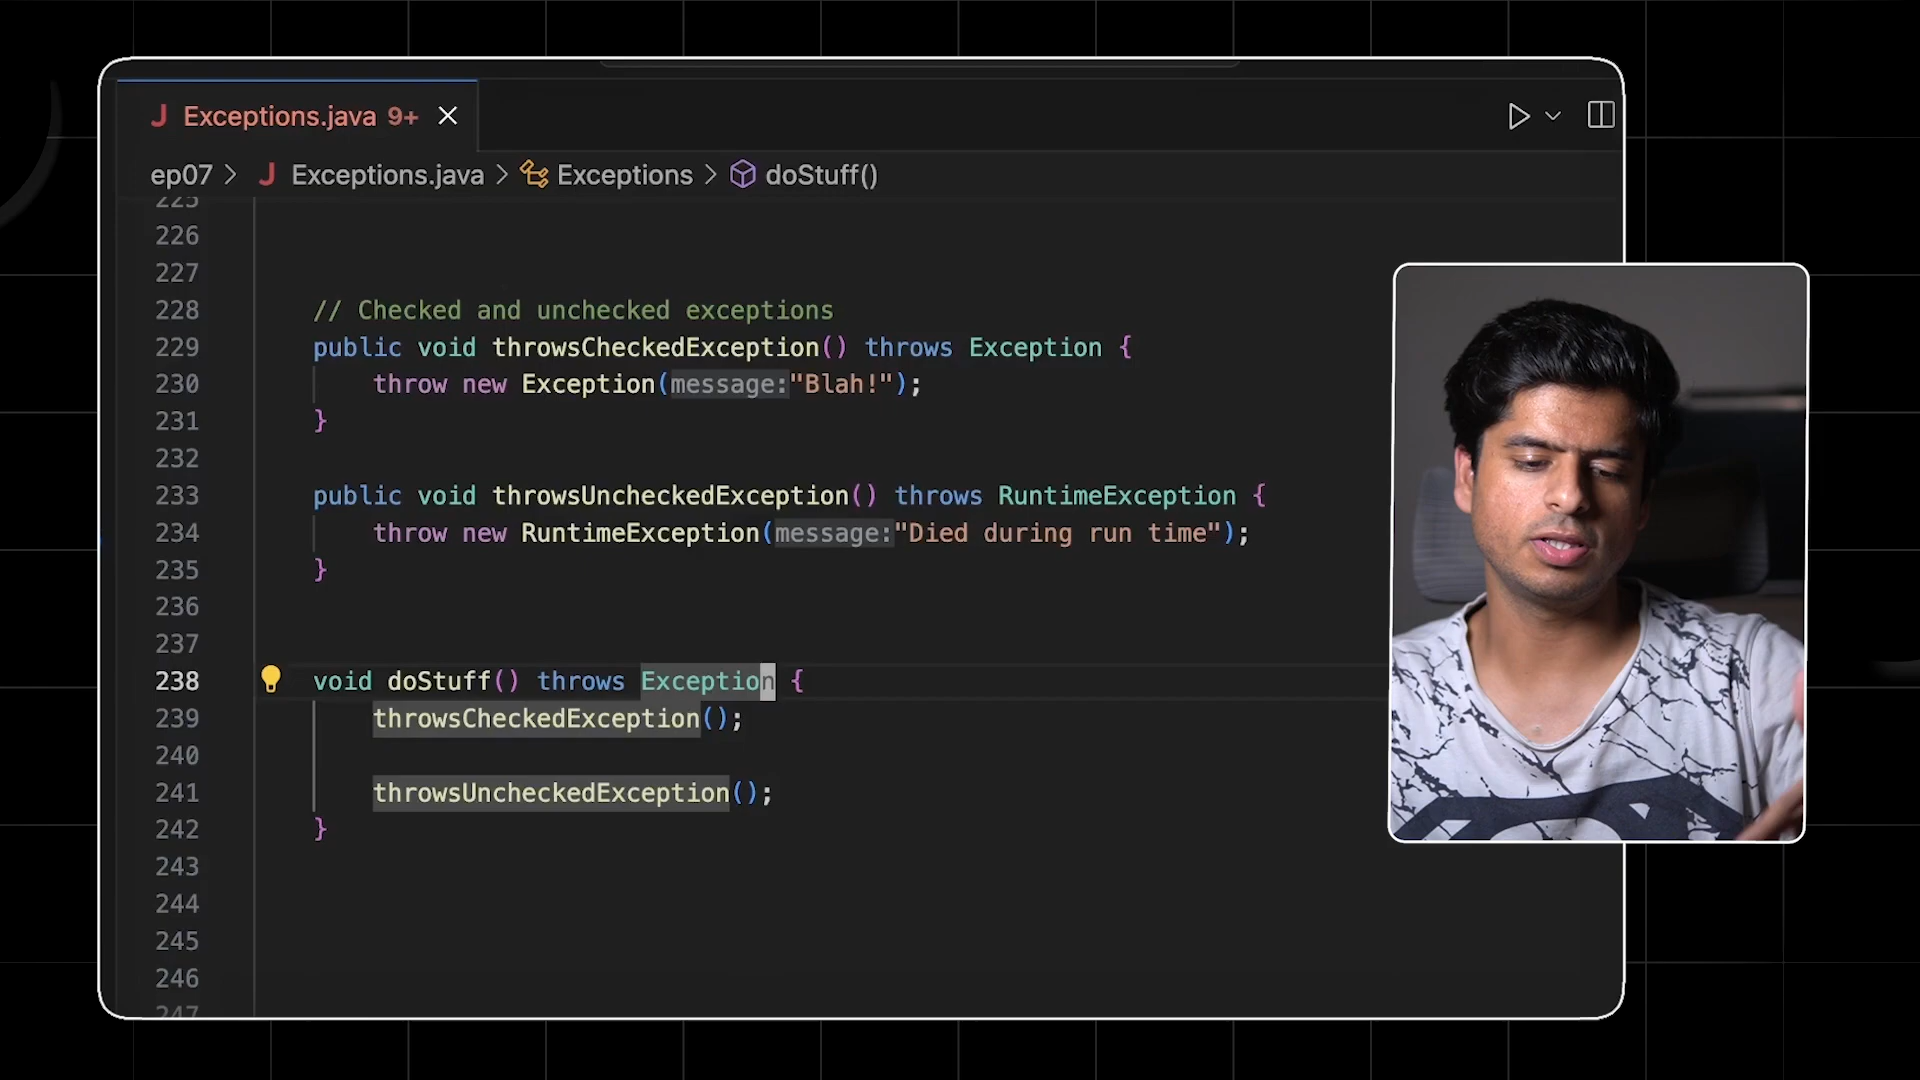 Exceptions.java 9+
ep07 > Exceptions.java > Exceptions > doStuff()
225
226
227
228 // Checked and unchecked exceptions
229 public void throwsCheckedException() throws Exception {
230 throw new Exception(message:"Blah!");
231 }
232
233 public void throwsUncheckedException() throws RuntimeException {
234 throw new RuntimeException(message:"Died during run time");
235 }
236
237
238 void doStuff() throws Exception {
239 throwsCheckedException();
240
241 throwsUncheckedException();
242 }
243
244
245
246
247